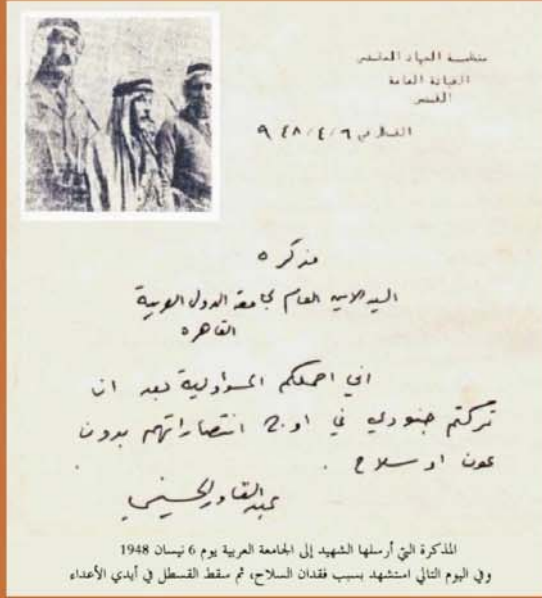 منظمة الجهاد المقدس
القيادة العامة
القدس
القدس في ٦ / ٤ / ٩٤٨
مذكره
السيد الامين العام لجامعة الدول العربية
القاهره
اني احملكم المسؤولية بعد ان
تركتم جنودي في اوج انتصاراتهم بدون
عون او سلاح .
عبد القادر الحسيني
المذكرة التي أرسلها الشهيد إلى الجامعة العربية يوم 6 نيسان 1948
وفي اليوم التالي استشهد بسبب فقدان السلاح، ثم سقط القسطل في أيدي الأعداء